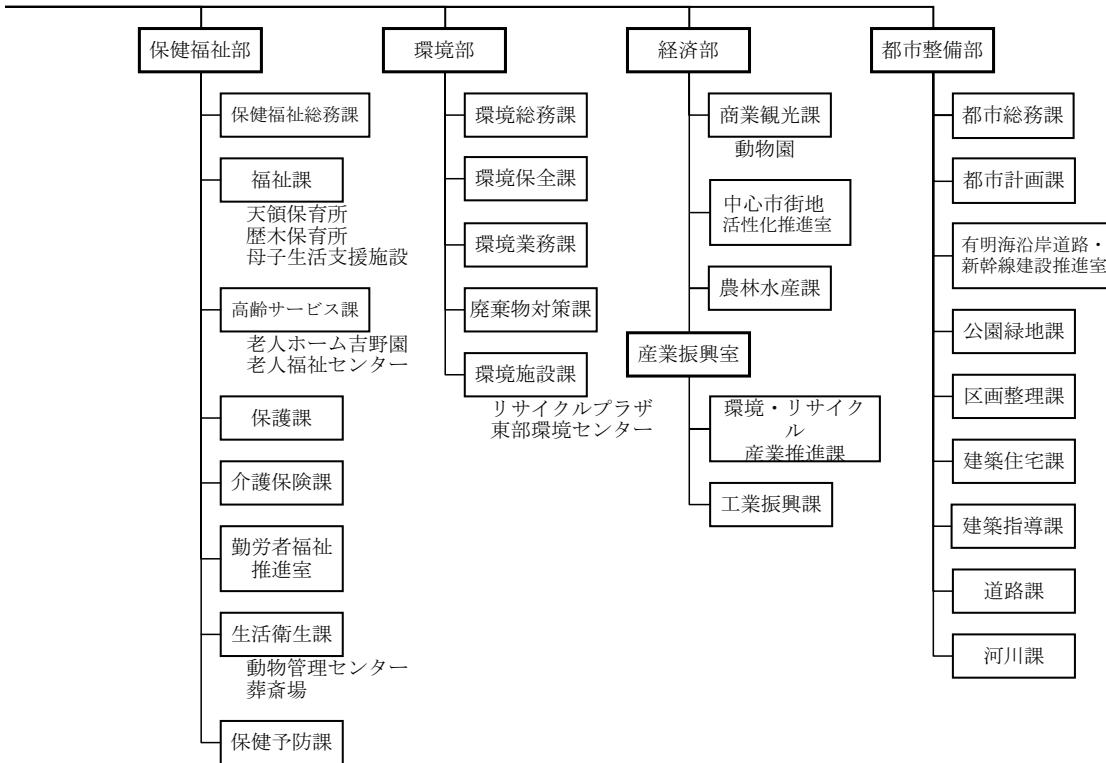 保健福祉部
保健福祉総務課
福祉課
天領保育所
歴木保育所
母子生活支援施設
高齢サービス課
老人ホーム吉野園
老人福祉センター
保護課
介護保険課
勤労者福祉
推進室
生活衛生課
動物管理センター
葬斎場
保健予防課
環境部
環境総務課
環境保全課
環境業務課
廃棄物対策課
環境施設課
リサイクルプラザ
東部環境センター
経済部
商業観光課
動物園
中心市街地
活性化推進室
農林水産課
産業振興室
環境・リサイク
ル
産業推進課
工業振興課
都市整備部
都市総務課
都市計画課
有明海沿岸道路・
新幹線建設推進室
公園緑地課
区画整理課
建築住宅課
建築指導課
道路課
河川課